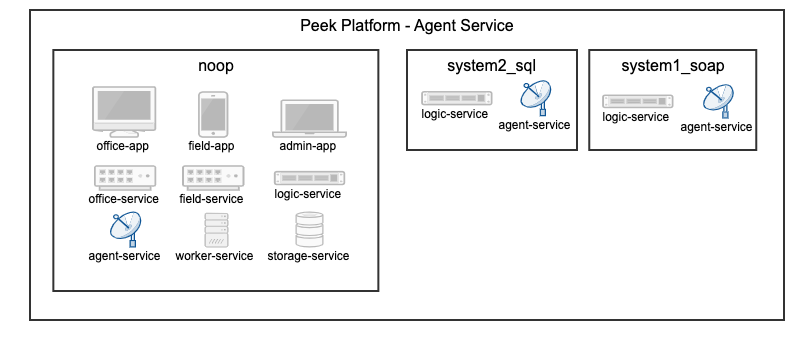 Peek Platform - Agent Service
noop
office-app
field-app
admin-app
office-service
field-service
logic-service
agent-service
worker-service
storage-service
system2_sql
logic-service
agent-service
system1_soap
logic-service
agent-service